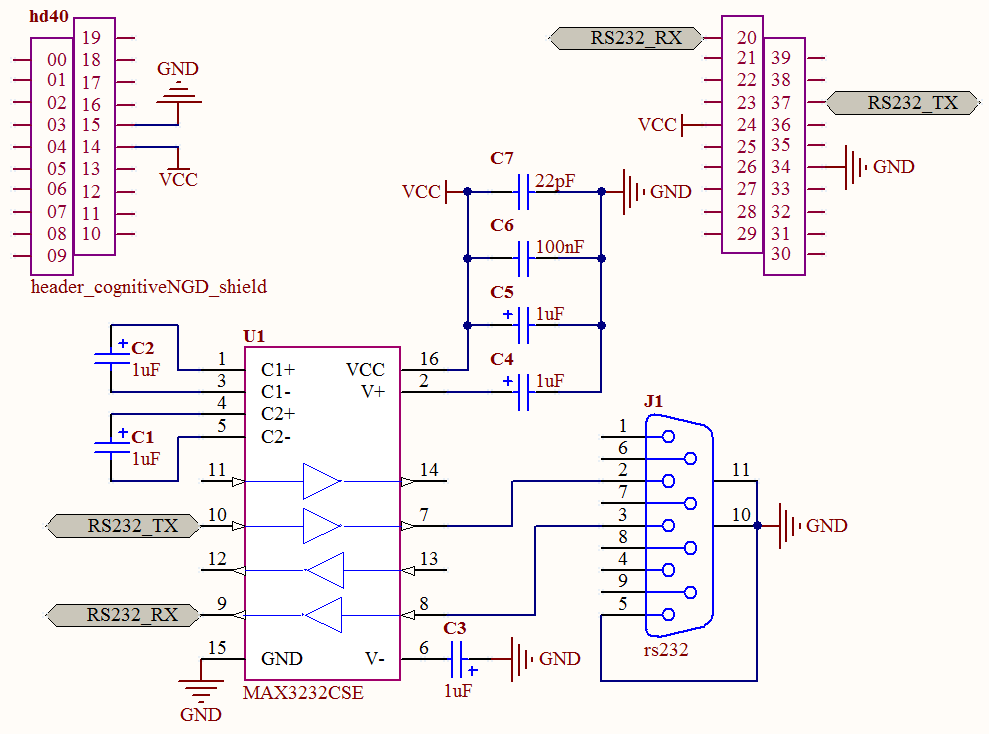 hd40
19
00 18
01 17
02 16
03 15
04 14
05 13
06 12
07 11
08 10
09
GND
VCC
header_cognitiveNGD_shield
RS232_RX
20
21 39
22 38
23 37
24 36
25 35
26 34
27 33
28 32
29 31
30
RS232_TX
VCC
GND
C7
VCC 22pF GND
C6
100nF
C5
+ 1uF
C4
+ 1uF
+ C2
1uF
+ C1
1uF
U1
1 C1+ VCC 16
3 C1- V+ 2
4 C2+
5 C2-
11 14
RS232_TX 10 7
12 13
RS232_RX 9 8
15 GND V- 6
GND
MAX3232CSE
C3
+ GND
1uF
J1
1
6
2 11
7
3 10 GND
8
4
9
5
rs232